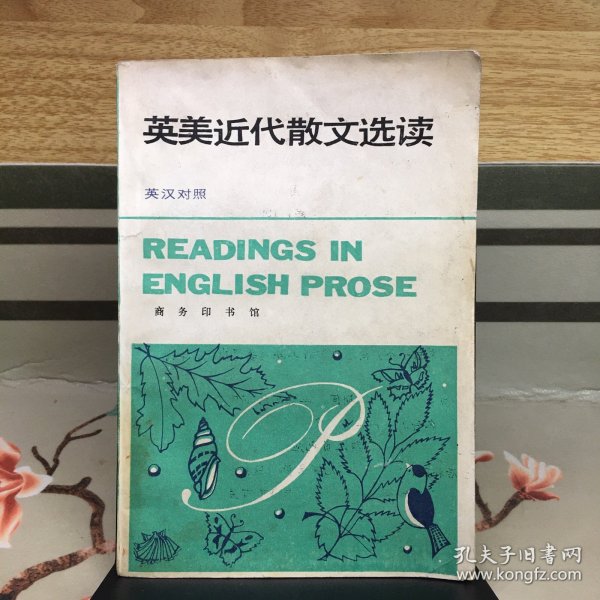 英美近代散文选读
英汉对照
READINGS IN
ENGLISH PROSE
商务印书馆
P
孔夫子旧书网
www.kongfz.com